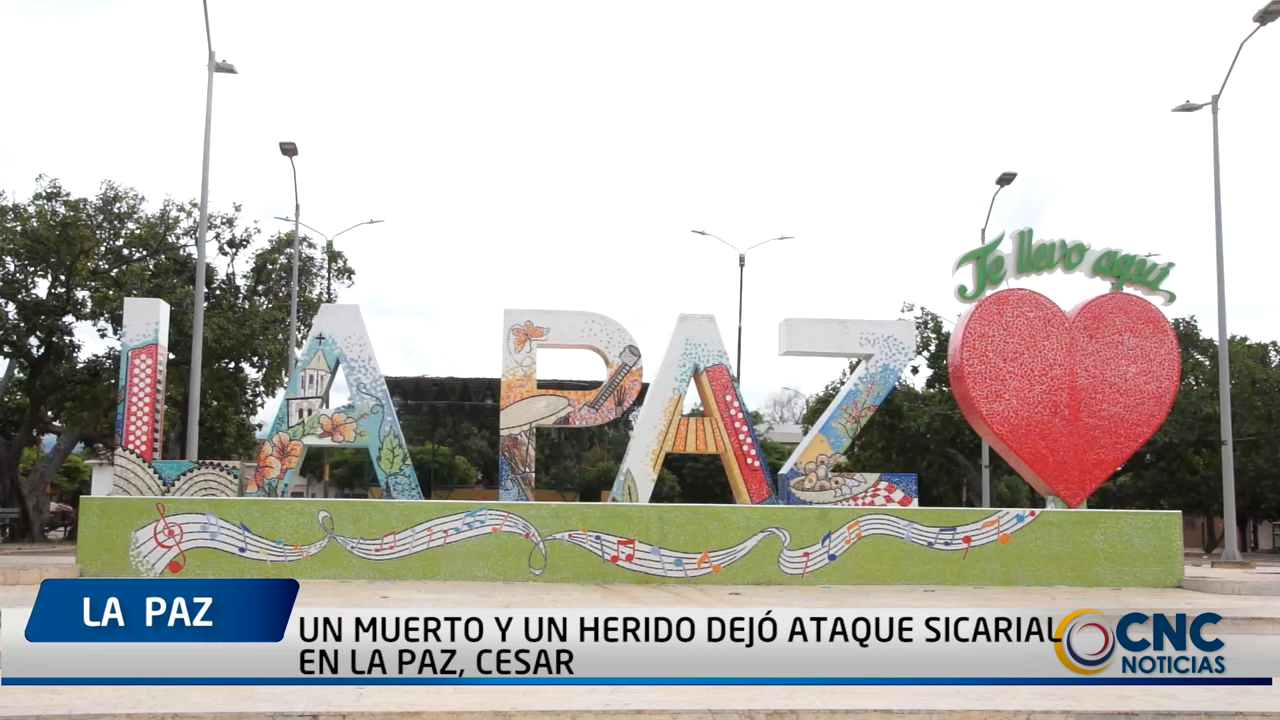 Te llevo aquí
LA PAZ
LA PAZ
UN MUERTO Y UN HERIDO DEJÓ ATAQUE SICARIAL
EN LA PAZ, CESAR
CNC
NOTICIAS